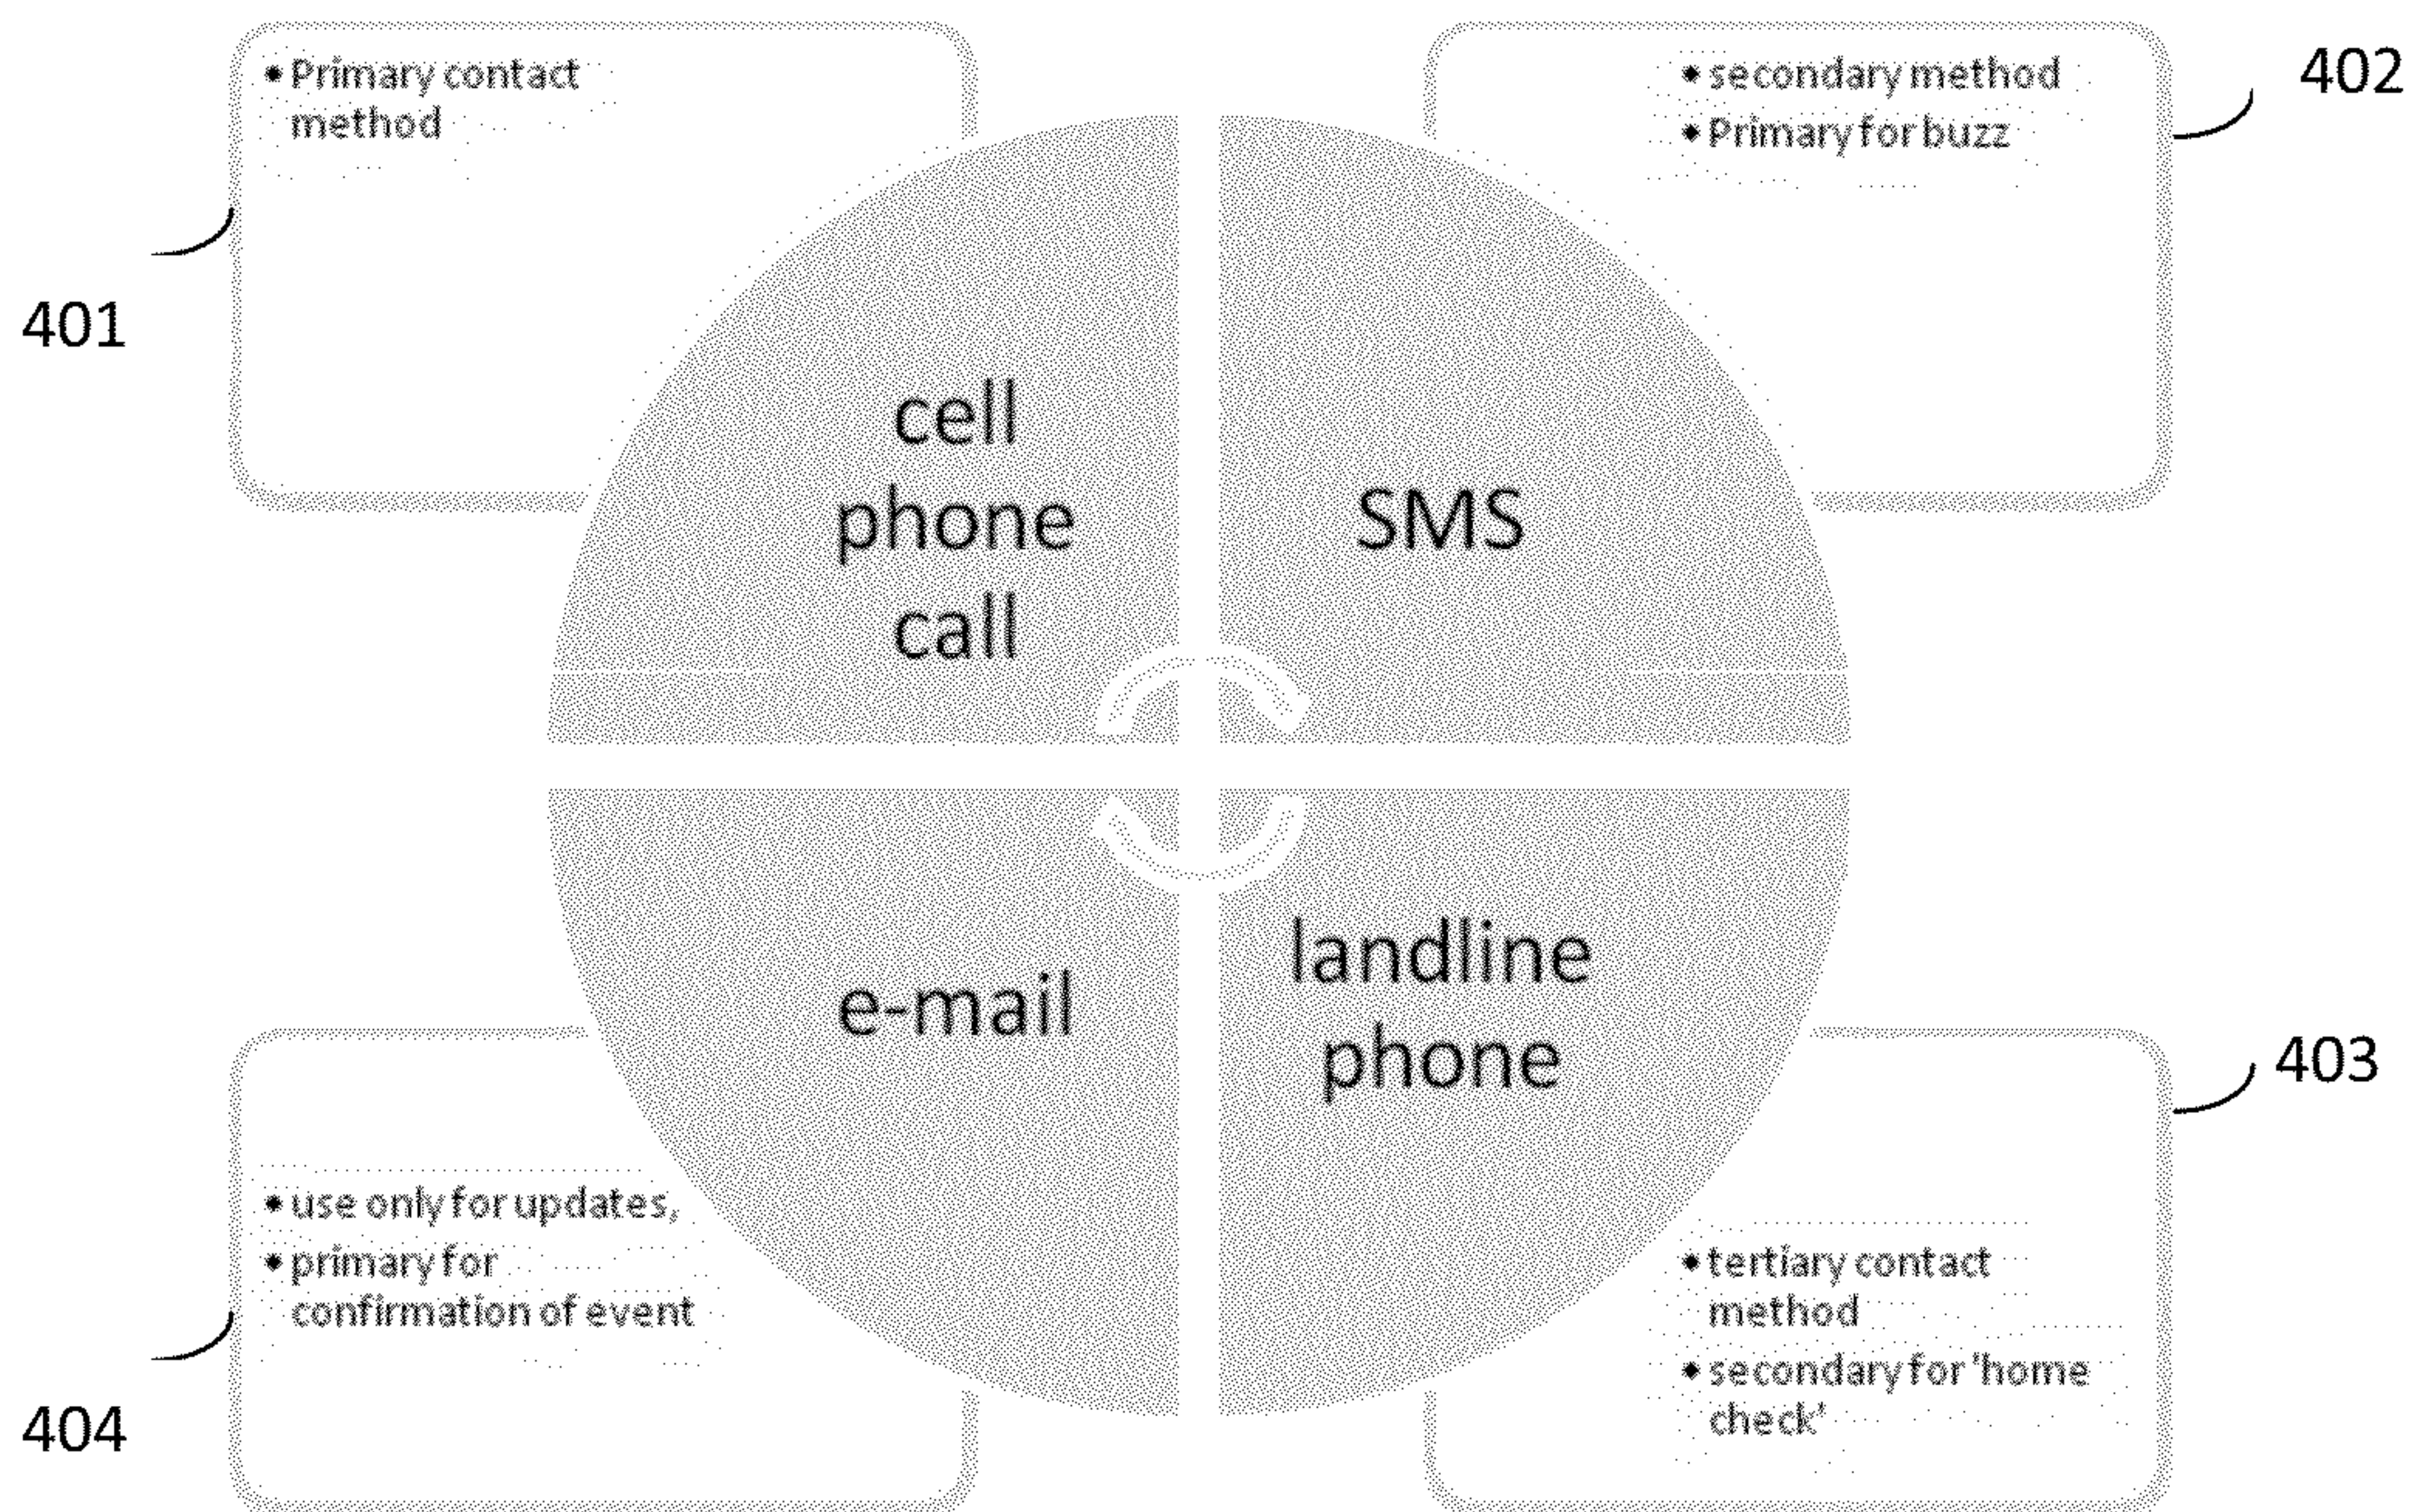 • Primary contact
method
401
• secondary method
• Primary for buzz
402
cell
phone
call
SMS
e-mail
landline
phone
• use only for updates,
• primary for
confirmation of event
404
403
• tertiary contact
method
• secondary for 'home
check'